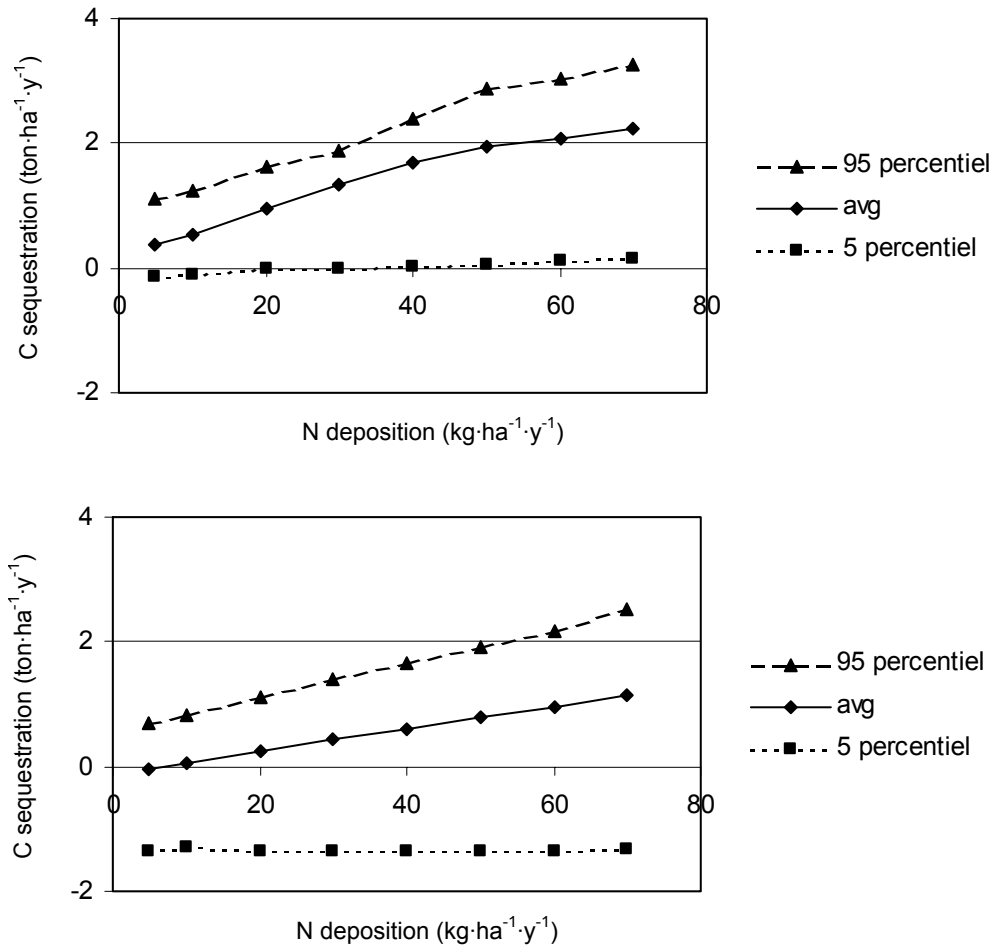 4
2
0
-2
0
20
40
60
80
C sequestration (ton·ha⁻¹·y⁻¹)
N deposition (kg·ha⁻¹·y⁻¹)
95 percentiel
avg
5 percentiel
4
2
0
-2
0
20
40
60
80
C sequestration (ton·ha⁻¹·y⁻¹)
N deposition (kg·ha⁻¹·y⁻¹)
95 percentiel
avg
5 percentiel